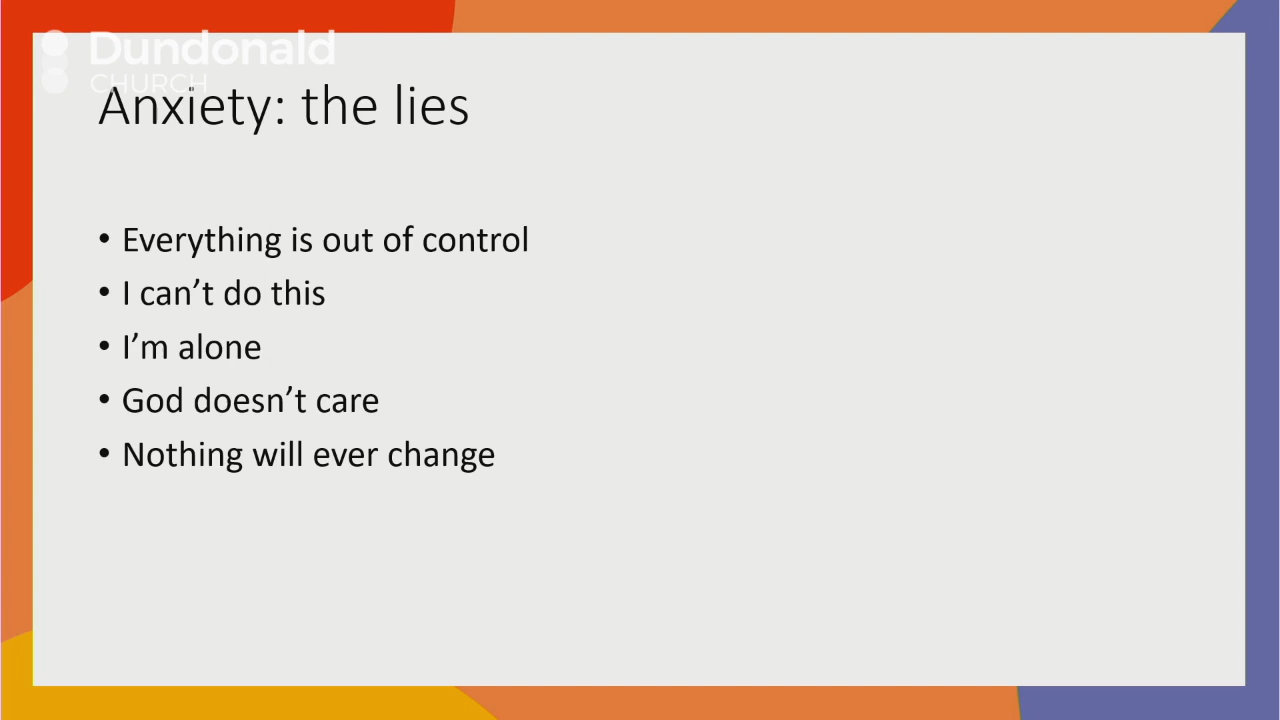 Dundonald
CHURCH
Anxiety: the lies
• Everything is out of control
• I can’t do this
• I’m alone
• God doesn’t care
• Nothing will ever change